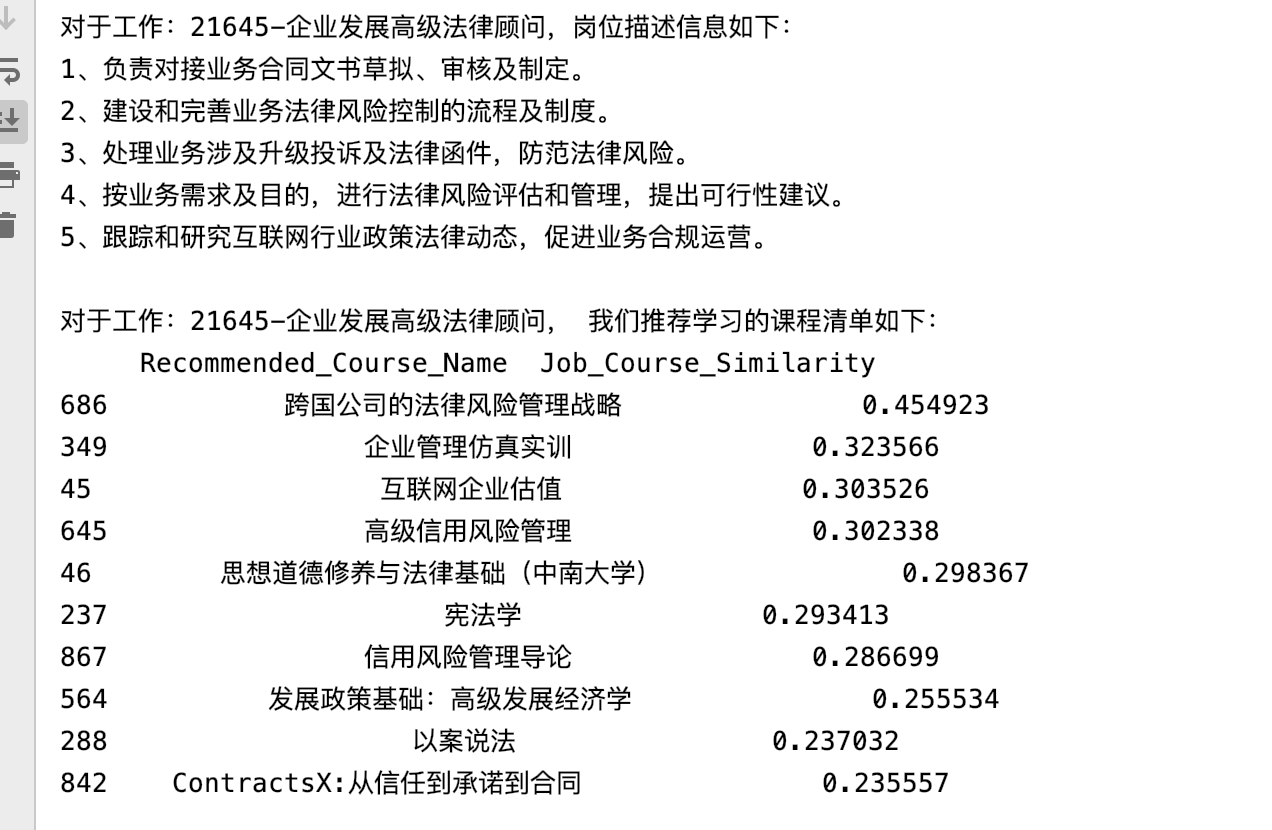 对于工作：21645-企业发展高级法律顾问，岗位描述信息如下：
1、负责对接业务合同文书草拟、审核及制定。
2、建设和完善业务法律风险控制的流程及制度。
3、处理业务涉及升级投诉及法律函件，防范法律风险。
4、按业务需求及目的，进行法律风险评估和管理，提出可行性建议。
5、跟踪和研究互联网行业政策法律动态，促进业务合规运营。
对于工作：21645-企业发展高级法律顾问， 我们推荐学习的课程清单如下：
Recommended_Course_Name Job_Course_Similarity
686 跨国公司的法律风险管理战略 0.454923
349 企业管理仿真实训 0.323566
45 互联网企业估值 0.303526
645 高级信用风险管理 0.302338
46 思想道德修养与法律基础（中南大学） 0.298367
237 宪法学 0.293413
867 信用风险管理导论 0.286699
564 发展政策基础：高级发展经济学 0.255534
288 以案说法 0.237032
842 ContractsX:从信任到承诺到合同 0.235557